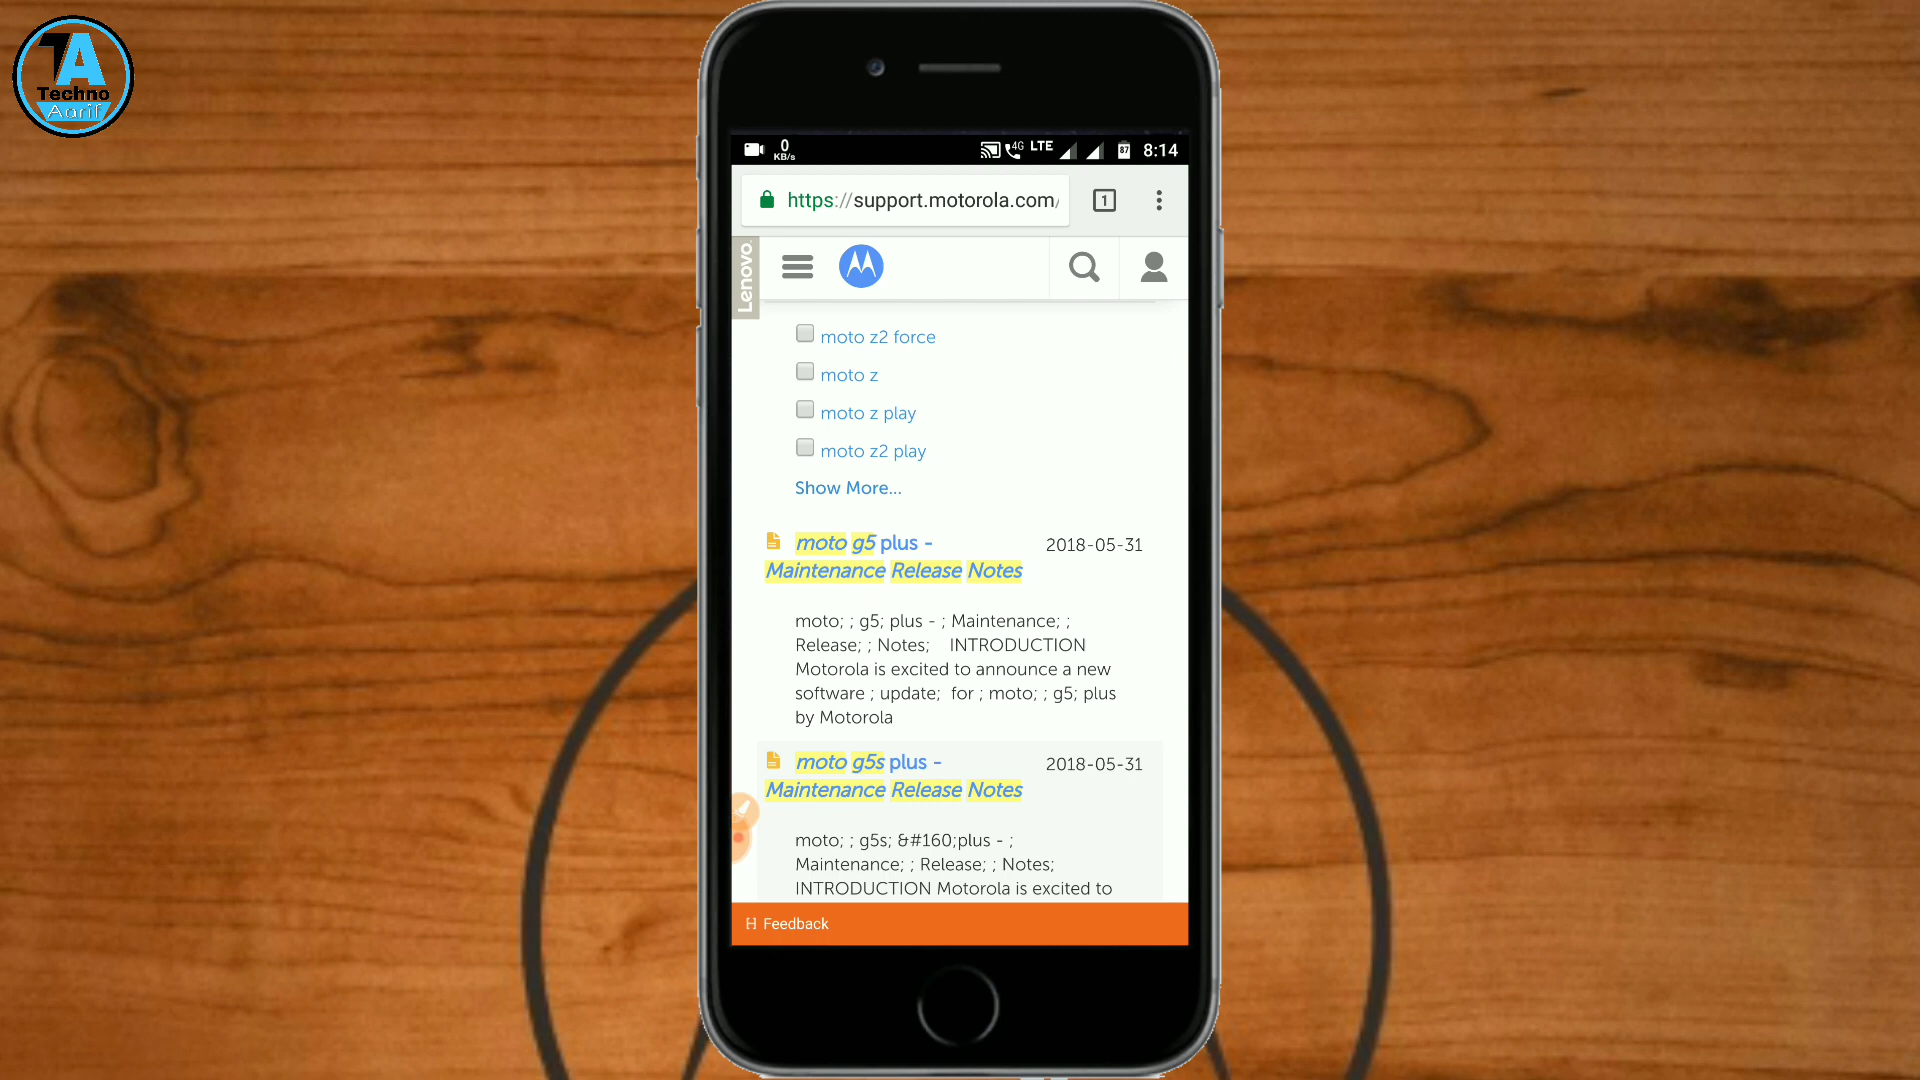 TA
Techno
Aarif
0
KB/s
4G LTE 87 8:14
https://support.motorola.com/
1
Lenovo
moto z2 force
moto z
moto z play
moto z2 play
Show More...
moto g5 plus - 2018-05-31
Maintenance Release Notes
moto; ; g5; plus - ; Maintenance; ;
Release; ; Notes; INTRODUCTION
Motorola is excited to announce a new
software ; update; for ; moto; ; g5; plus
by Motorola
moto g5s plus - 2018-05-31
Maintenance Release Notes
moto; ; g5s; &#160;plus - ;
Maintenance; ; Release; ; Notes;
INTRODUCTION Motorola is excited to
Feedback